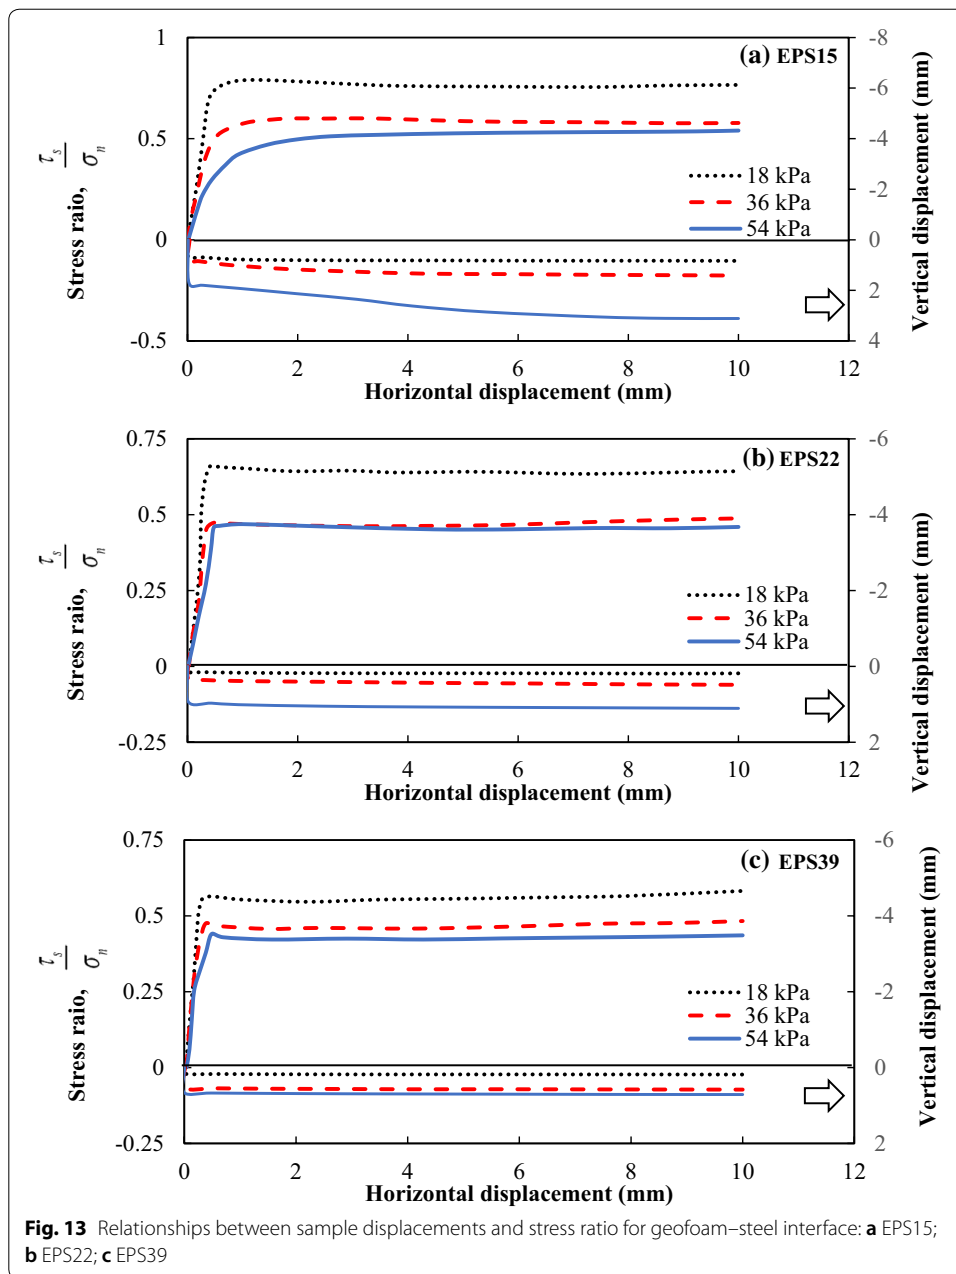 (a) EPS15
1
0.5
0
-0.5
-8
-6
-4
-2
0
2
4
Stress raio, τs/σn
Vertical displacement (mm)
18 kPa
36 kPa
54 kPa
0 2 4 6 8 10 12
Horizontal displacement (mm)
(b) EPS22
0.75
0.5
0.25
0
-0.25
-6
-4
-2
0
2
Stress raio, τs/σn
Vertical displacement (mm)
18 kPa
36 kPa
54 kPa
0 2 4 6 8 10 12
Horizontal displacement (mm)
(c) EPS39
0.75
0.5
0.25
0
-0.25
-6
-4
-2
0
2
Stress raio, τs/σn
Vertical displacement (mm)
18 kPa
36 kPa
54 kPa
0 2 4 6 8 10 12
Horizontal displacement (mm)
Fig. 13 Relationships between sample displacements and stress ratio for geofoam–steel interface: a EPS15;
b EPS22; c EPS39